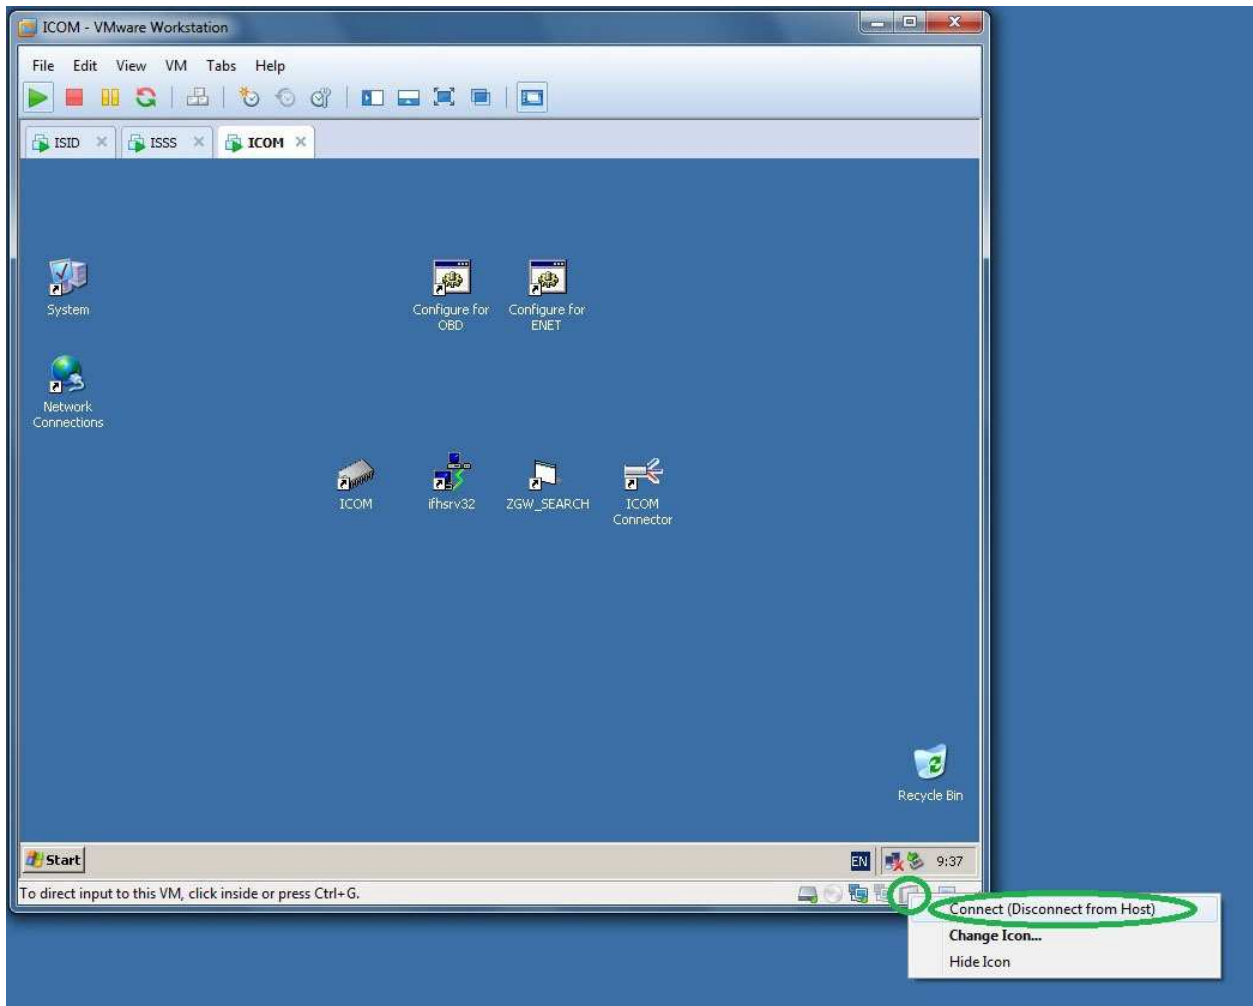 ICOM - VMware Workstation
File Edit View VM Tabs Help
ISID ISSS ICOM
System
Configure for
OBD
Configure for
ENET
Network
Connections
ICOM
ifhsrv32
ZGW_SEARCH
ICOM
Connector
Recycle Bin
Start EN 9:37
To direct input to this VM, click inside or press Ctrl+G.
Connect (Disconnect from Host)
Change Icon...
Hide Icon